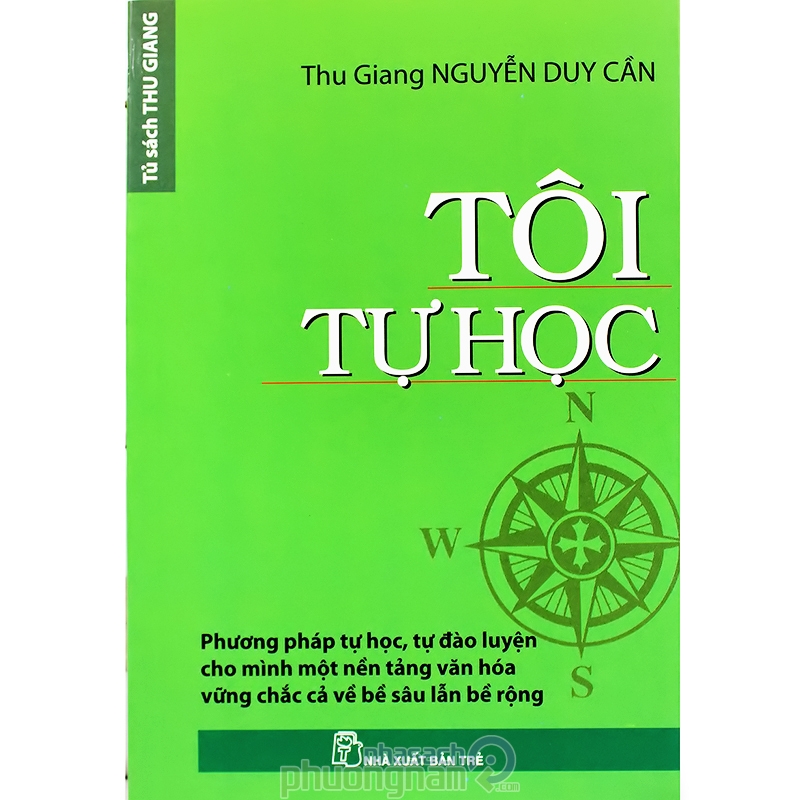 Tủ sách THU GIANG
Thu Giang NGUYỄN DUY CẦN
TÔI
TỰ HỌC
N
W
S
Phương pháp tự học, tự đào luyện
cho mình một nền tảng văn hóa
vững chắc cả về bề sâu lẫn bề rộng
NHÀ XUẤT BẢN TRẺ
nhasach
phuongnam
.com